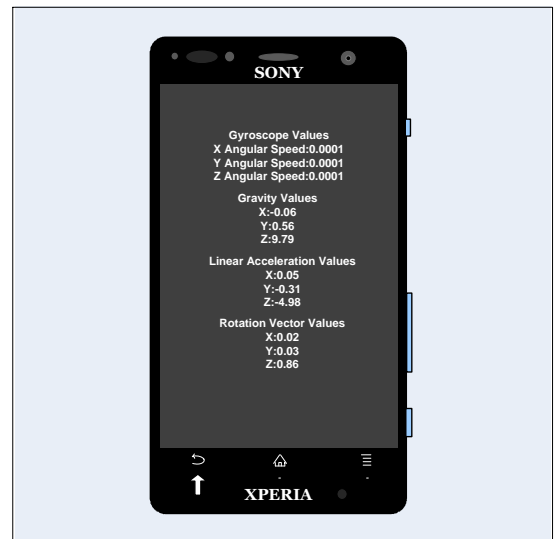 SONY
Gyroscope Values
X Angular Speed:0.0001
Y Angular Speed:0.0001
Z Angular Speed:0.0001
Gravity Values
X:-0.06
Y:0.56
Z:9.79
Linear Acceleration Values
X:0.05
Y:-0.31
Z:-4.98
Rotation Vector Values
X:0.02
Y:0.03
Z:0.86
XPERIA